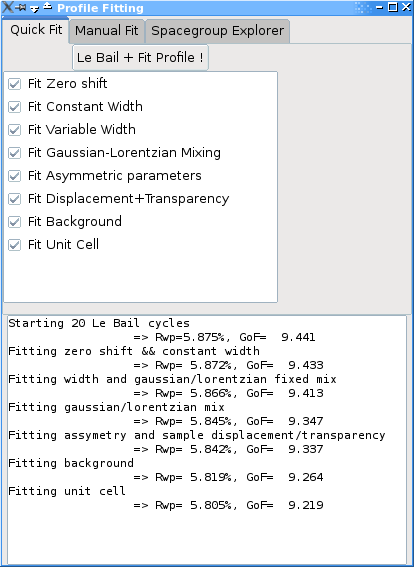 Profile Fitting
Quick Fit Manual Fit Spacegroup Explorer
Le Bail + Fit Profile !
Fit Zero shift
Fit Constant Width
Fit Variable Width
Fit Gaussian-Lorentzian Mixing
Fit Asymmetric parameters
Fit Displacement+Transparency
Fit Background
Fit Unit Cell
Starting 20 Le Bail cycles
=> Rwp=5.875%, GoF= 9.441
Fitting zero shift && constant width
=> Rwp= 5.872%, GoF= 9.433
Fitting width and gaussian/lorentzian fixed mix
=> Rwp= 5.866%, GoF= 9.413
Fitting gaussian/lorentzian mix
=> Rwp= 5.845%, GoF= 9.347
Fitting assymetry and sample displacement/transparency
=> Rwp= 5.842%, GoF= 9.337
Fitting background
=> Rwp= 5.819%, GoF= 9.264
Fitting unit cell
=> Rwp= 5.805%, GoF= 9.219